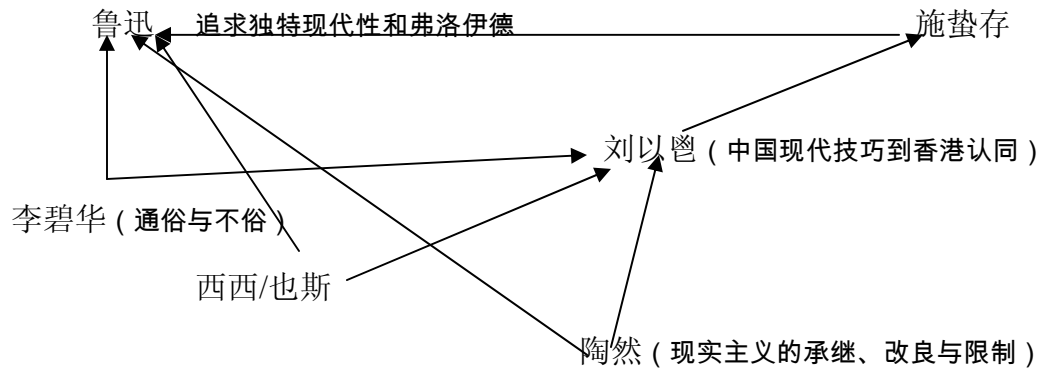 鲁迅 追求独特现代性和弗洛伊德 施蛰存
刘以鬯（中国现代技巧到香港认同）
李碧华（通俗与不俗）
西西/也斯
陶然（现实主义的承继、改良与限制）